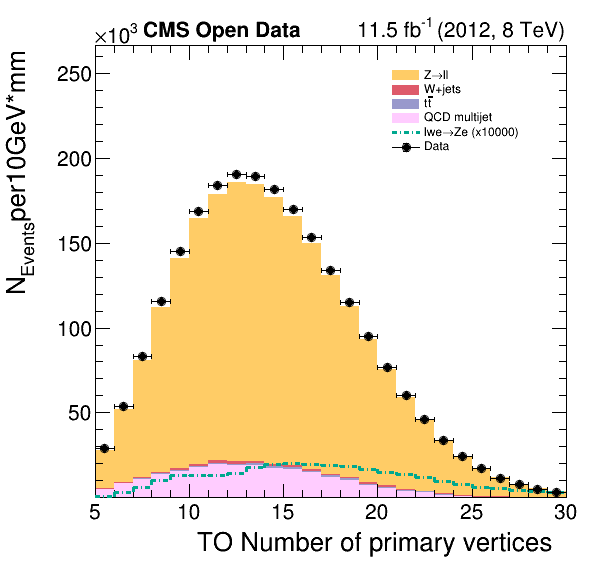 ×10³ CMS Open Data 11.5 fb⁻¹ (2012, 8 TeV)
N_Events per10GeV*mm
250
200
150
100
50
Z→ll
W+jets
tt̄
QCD multijet
lwe→Ze (x10000)
Data
5 10 15 20 25 30
TO Number of primary vertices